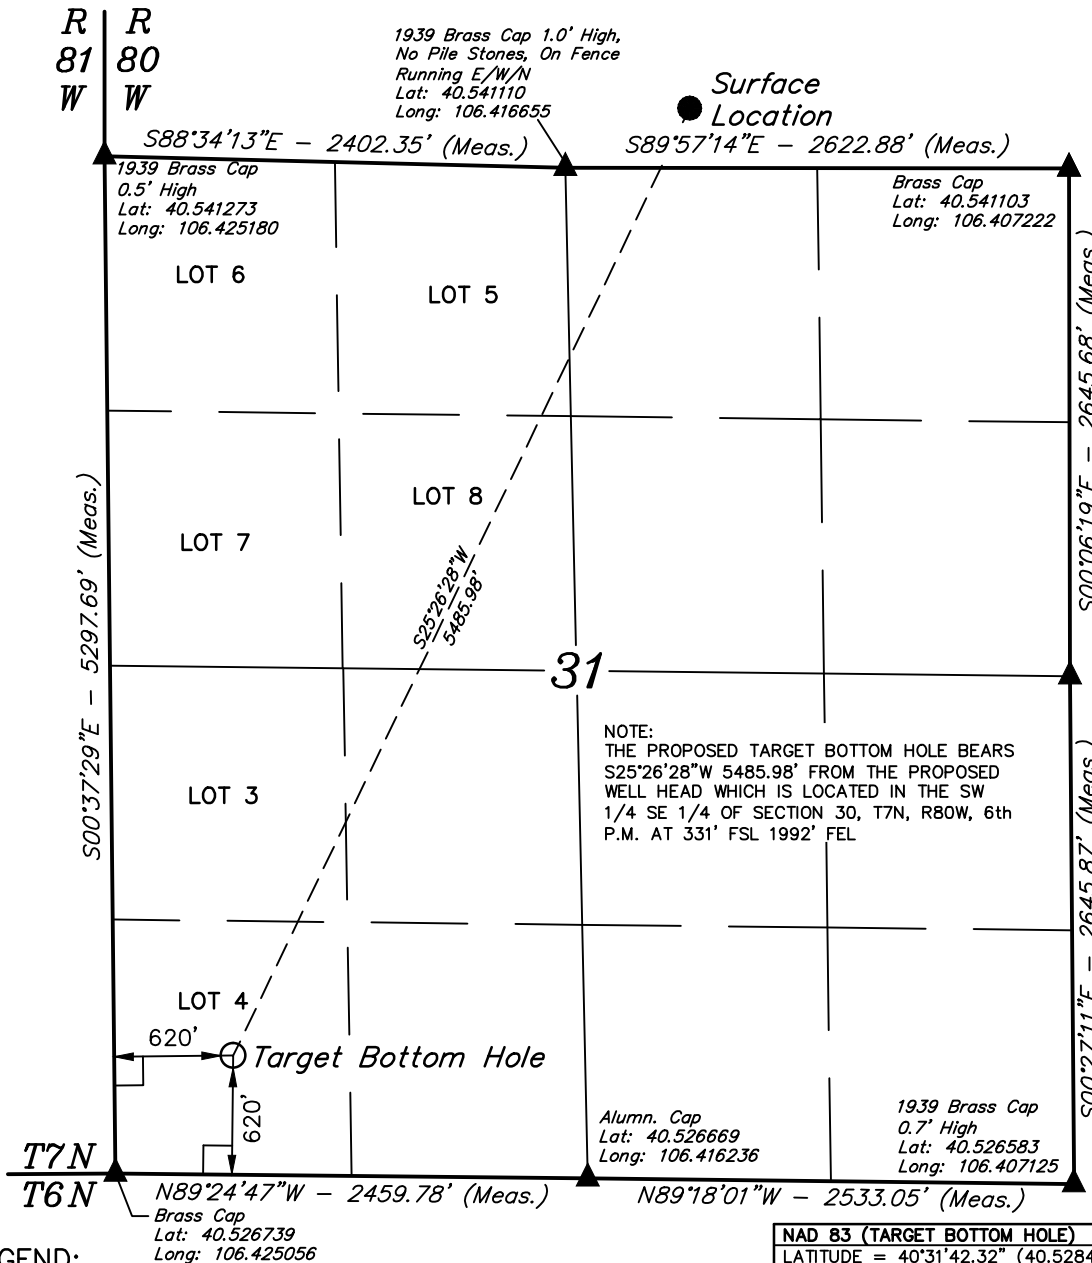 R R
81 80
W W
1939 Brass Cap 1.0' High,
No Pile Stones, On Fence
Running E/W/N
Lat: 40.541110
Long: 106.416655
Surface
Location
S88°34'13"E - 2402.35' (Meas.)
S89°57'14"E - 2622.88' (Meas.)
1939 Brass Cap
0.5' High
Lat: 40.541273
Long: 106.425180
Brass Cap
Lat: 40.541103
Long: 106.407222
LOT 6
LOT 5
S00°06'19"E - 2645.68' (Meas.)
LOT 8
LOT 7
S00°37'29"E - 5297.69' (Meas.)
S25°26'28"W
5485.98'
31
NOTE:
THE PROPOSED TARGET BOTTOM HOLE BEARS
S25°26'28"W 5485.98' FROM THE PROPOSED
WELL HEAD WHICH IS LOCATED IN THE SW
1/4 SE 1/4 OF SECTION 30, T7N, R80W, 6th
P.M. AT 331' FSL 1992' FEL
LOT 3
S00°27'11"E - 2645.87' (Meas.)
LOT 4
620'
Target Bottom Hole
620'
Alumn. Cap
Lat: 40.526669
Long: 106.416236
1939 Brass Cap
0.7' High
Lat: 40.526583
Long: 106.407125
T7N
T6N
N89°24'47"W - 2459.78' (Meas.)
N89°18'01"W - 2533.05' (Meas.)
Brass Cap
Lat: 40.526739
Long: 106.425056
GEND:
NAD 83 (TARGET BOTTOM HOLE)
LATITUDE = 40°31'42.32" (40.5284